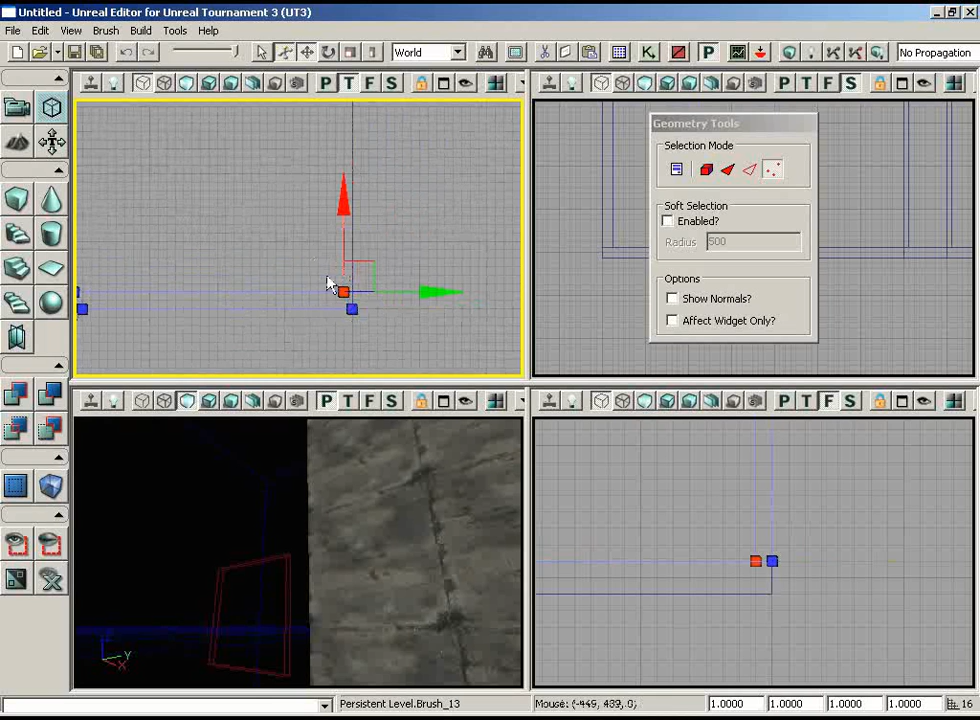 Untitled - Unreal Editor for Unreal Tournament 3 (UT3)
File Edit View Brush Build Tools Help
World
P
No Propagation
P T F S
P T F S
Geometry Tools
Selection Mode
Soft Selection
Enabled?
Radius 500
Options
Show Normals?
Affect Widget Only?
P T F S
P T F S
Y
X
Persistent Level.Brush_13
Mouse: (-449, 439, 0)
1.0000 1.0000 1.0000 1.0000
16